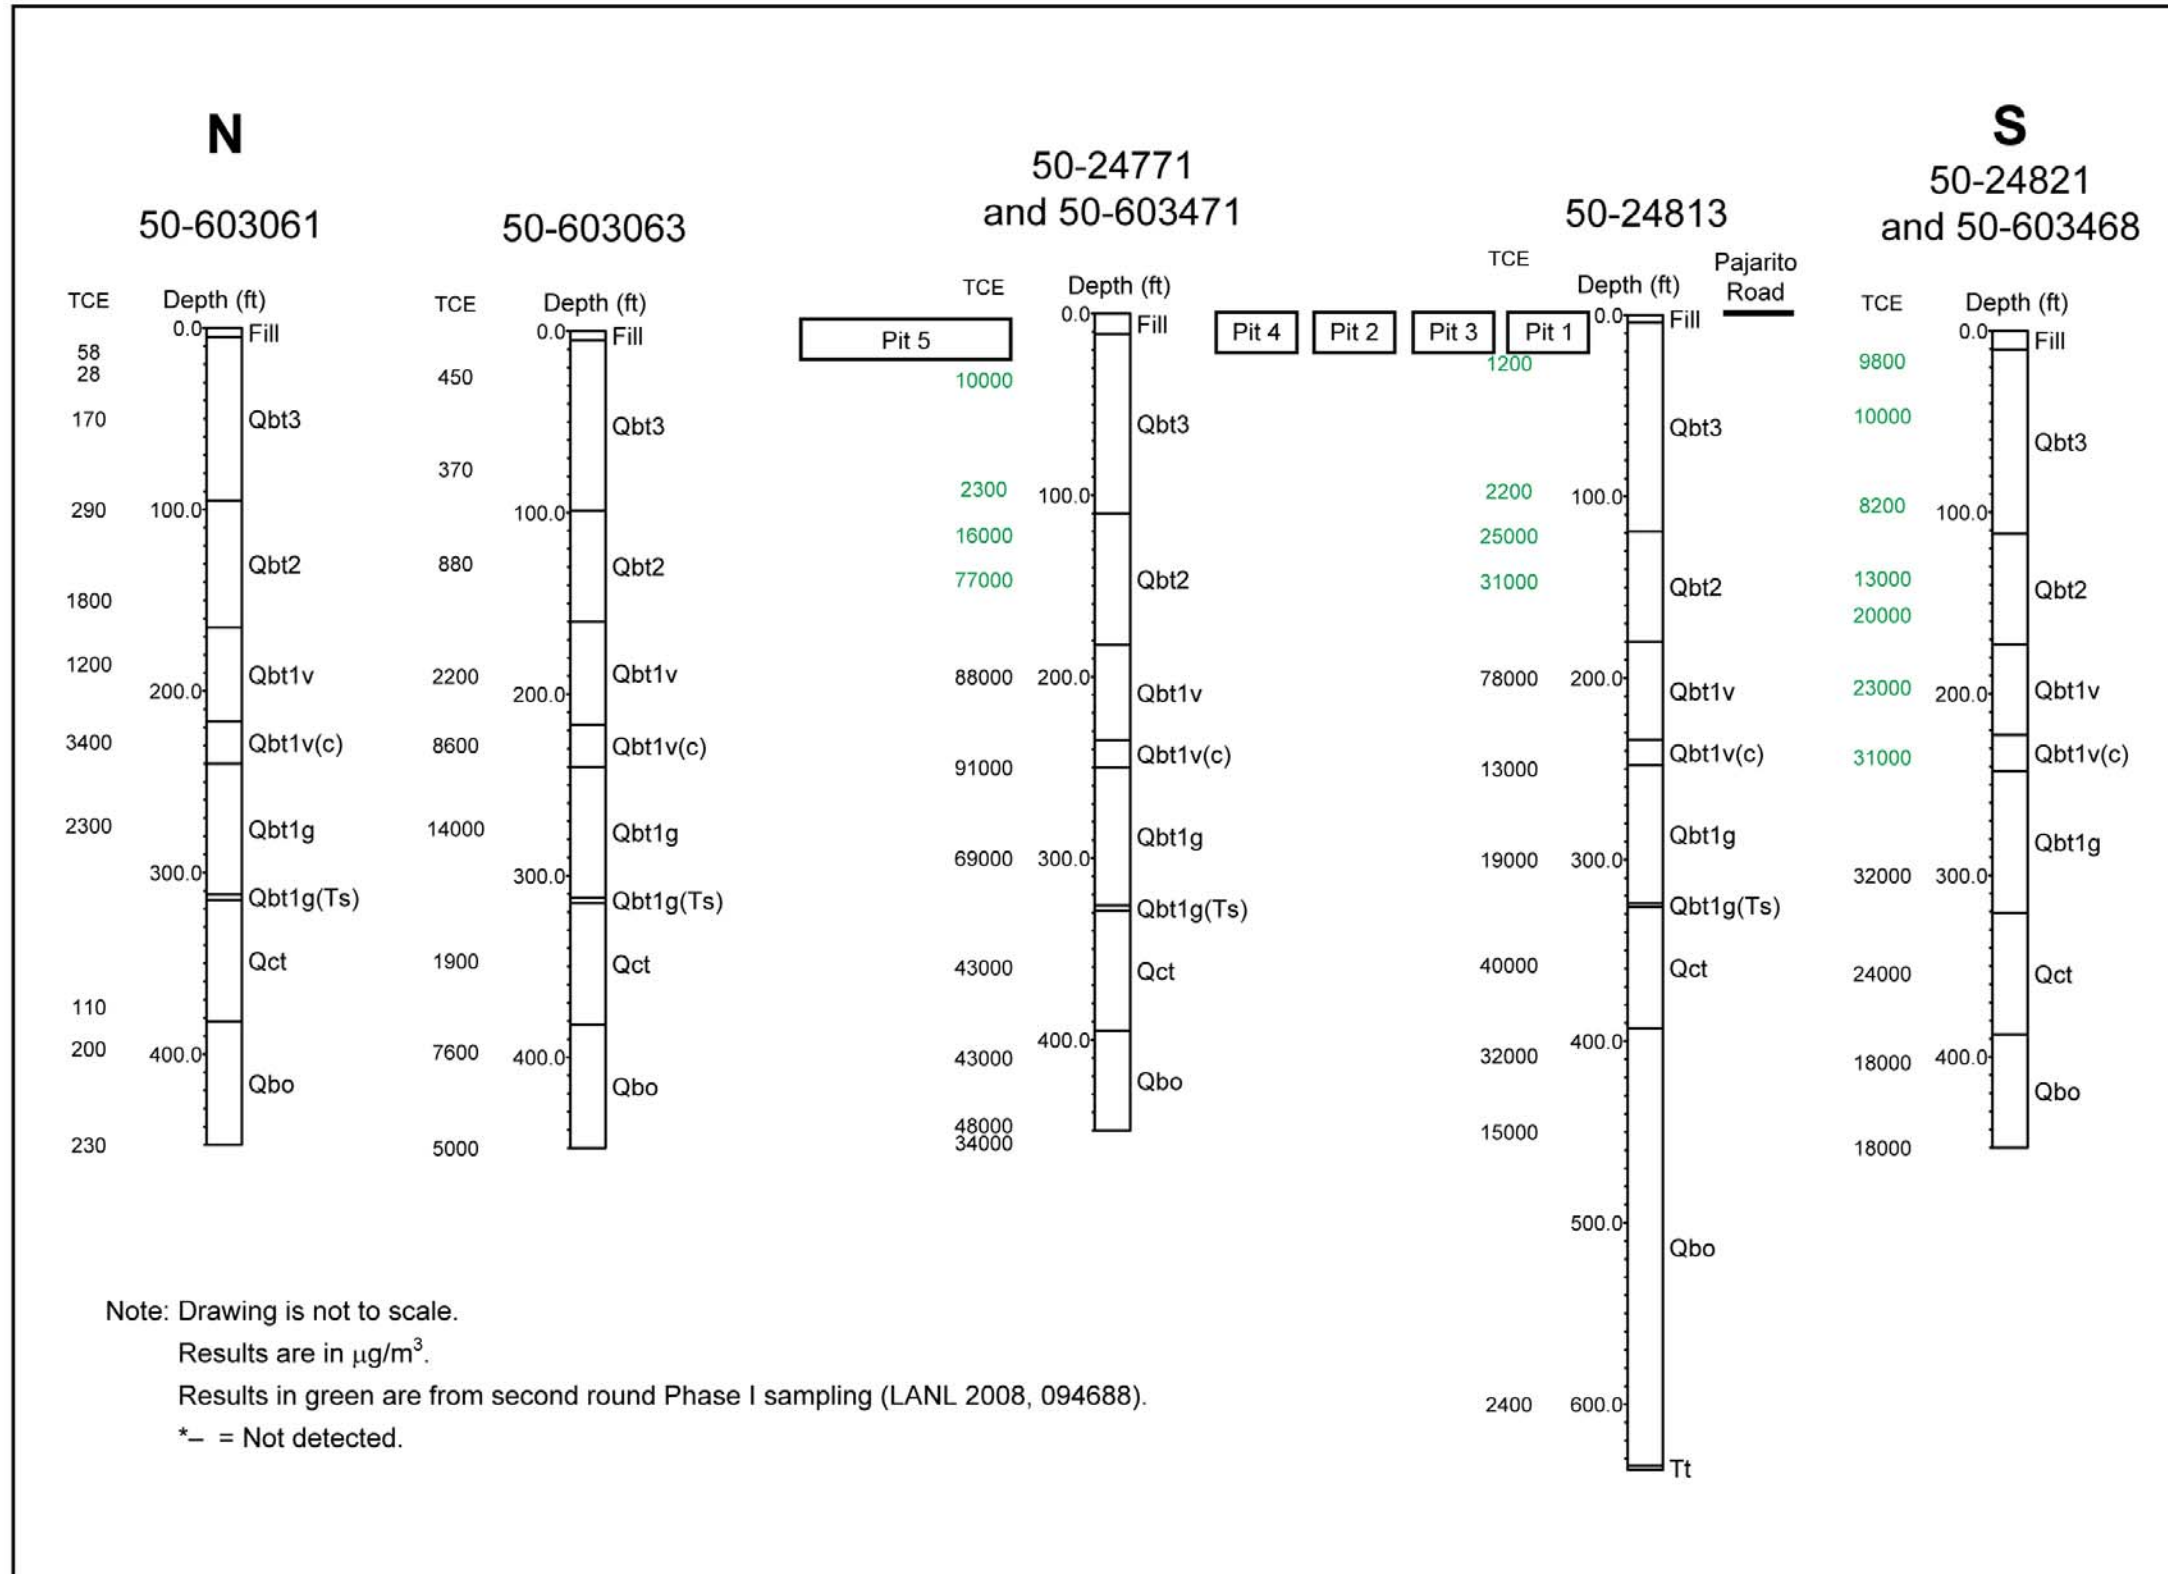 N
S
50-603061
50-603063
50-24771
and 50-603471
50-24813
50-24821
and 50-603468
TCE
Depth (ft)
0.0
Fill
58
28
170
Qbt3
290
100.0
Qbt2
1800
1200
Qbt1v
200.0
3400
Qbt1v(c)
2300
Qbt1g
300.0
Qbt1g(Ts)
Qct
110
200
400.0
Qbo
230
TCE
Depth (ft)
0.0
Fill
450
Qbt3
370
100.0
880
Qbt2
2200
Qbt1v
200.0
8600
Qbt1v(c)
14000
Qbt1g
300.0
Qbt1g(Ts)
1900
Qct
7600
400.0
Qbo
5000
Pit 5
TCE
Depth (ft)
0.0
Fill
10000
Qbt3
2300
100.0
16000
77000
Qbt2
88000
200.0
Qbt1v
91000
Qbt1v(c)
Qbt1g
69000
300.0
Qbt1g(Ts)
43000
Qct
400.0
43000
Qbo
48000
34000
Pit 4
Pit 2
Pit 3
Pit 1
TCE
Depth (ft)
0.0
Fill
Pajarito
Road
1200
Qbt3
2200
100.0
25000
31000
Qbt2
78000
200.0
Qbt1v
13000
Qbt1v(c)
Qbt1g
19000
300.0
Qbt1g(Ts)
40000
Qct
400.0
32000
15000
500.0
Qbo
2400
600.0
Tt
TCE
Depth (ft)
0.0
Fill
9800
10000
Qbt3
8200
100.0
13000
Qbt2
20000
23000
200.0
Qbt1v
31000
Qbt1v(c)
Qbt1g
32000
300.0
24000
Qct
18000
400.0
Qbo
18000
Note: Drawing is not to scale.
Results are in µg/m³.
Results in green are from second round Phase I sampling (LANL 2008, 094688).
*– = Not detected.